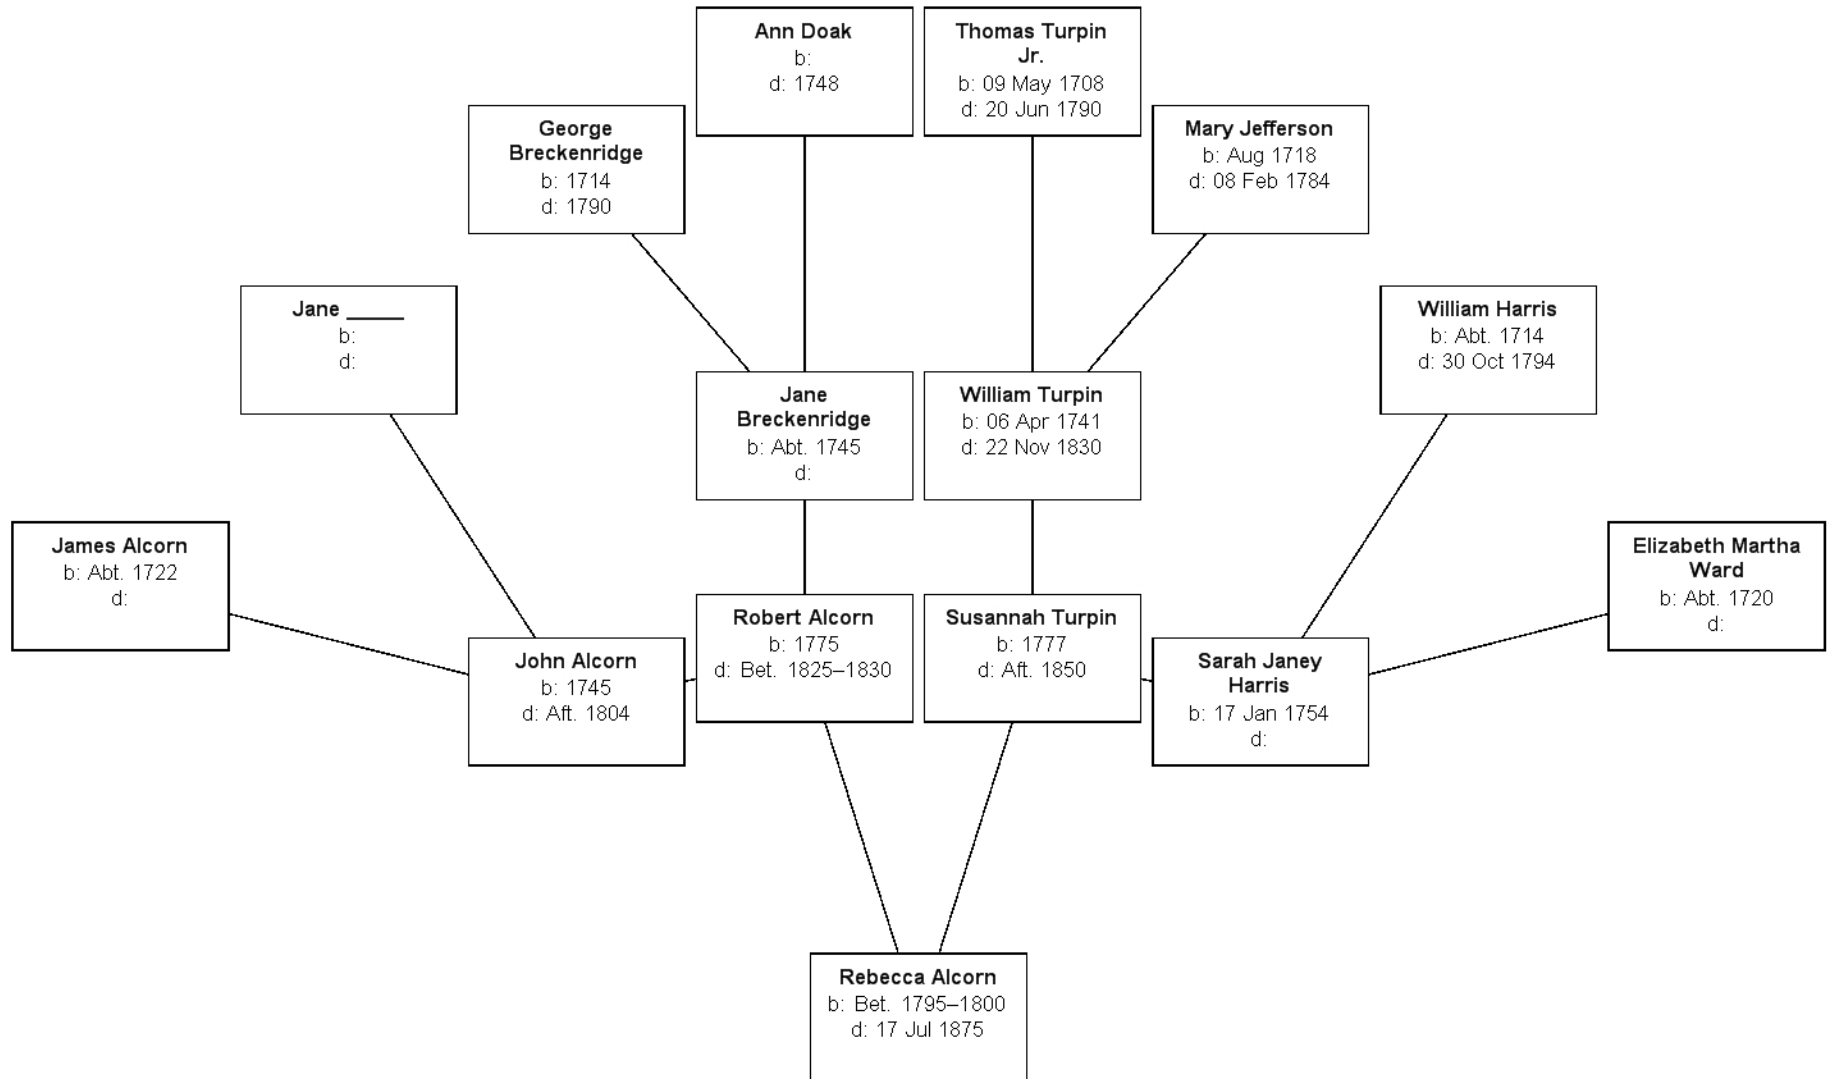 Ann Doak
b:
d: 1748
Thomas Turpin
Jr.
b: 09 May 1708
d: 20 Jun 1790
George
Breckenridge
b: 1714
d: 1790
Mary Jefferson
b: Aug 1718
d: 08 Feb 1784
Jane _____
b:
d:
William Harris
b: Abt. 1714
d: 30 Oct 1794
Jane
Breckenridge
b: Abt. 1745
d:
William Turpin
b: 06 Apr 1741
d: 22 Nov 1830
James Alcorn
b: Abt. 1722
d:
Elizabeth Martha
Ward
b: Abt. 1720
d:
Robert Alcorn
b: 1775
d: Bet. 1825–1830
Susannah Turpin
b: 1777
d: Aft. 1850
John Alcorn
b: 1745
d: Aft. 1804
Sarah Janey
Harris
b: 17 Jan 1754
d:
Rebecca Alcorn
b: Bet. 1795–1800
d: 17 Jul 1875